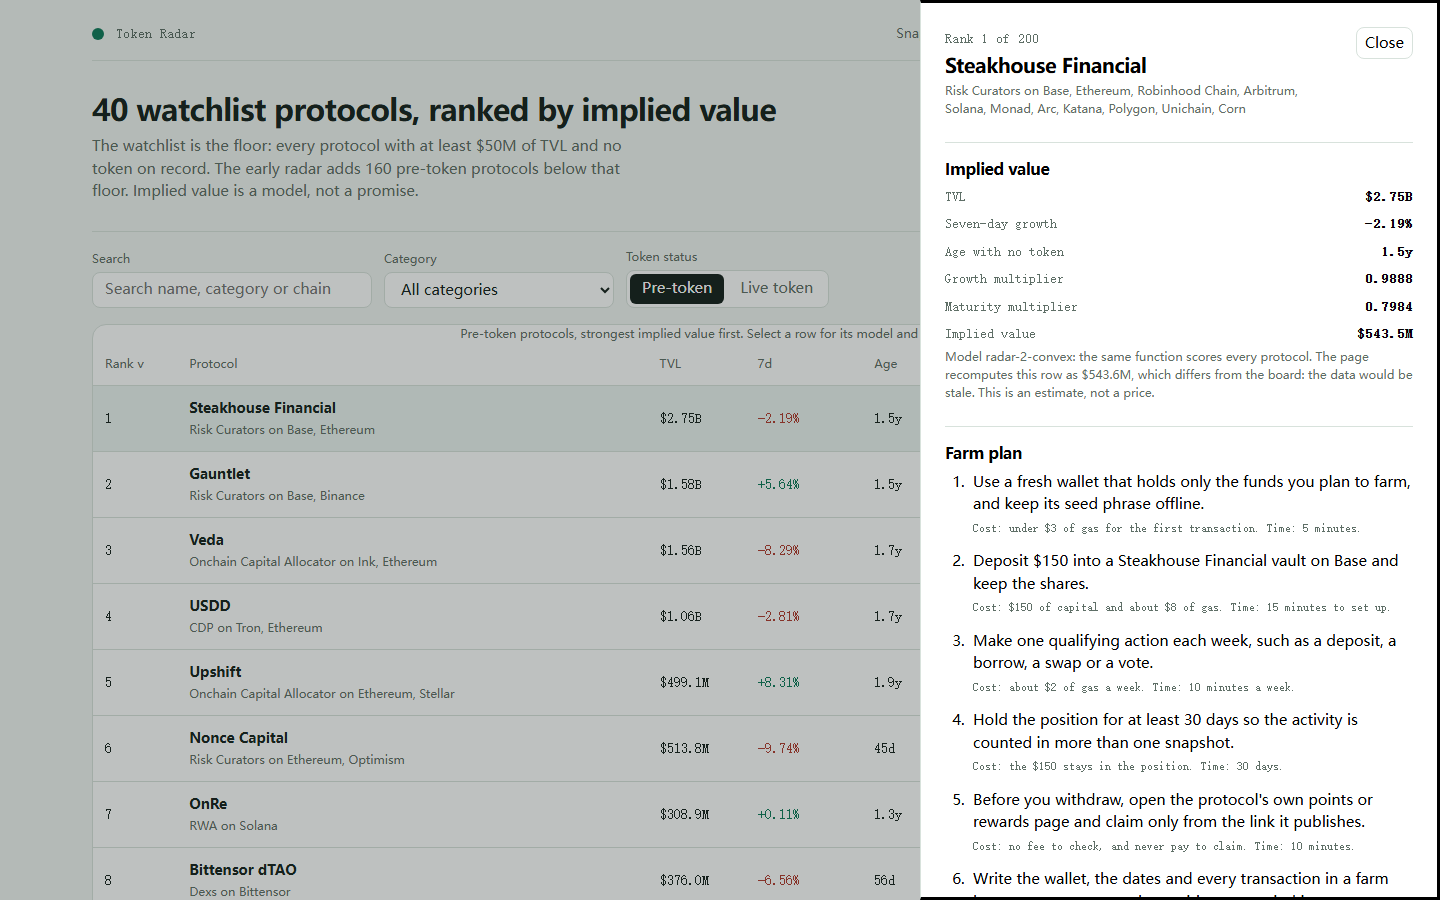 Token Radar
Sna
40 watchlist protocols, ranked by implied value
The watchlist is the floor: every protocol with at least $50M of TVL and no
token on record. The early radar adds 160 pre-token protocols below that
floor. Implied value is a model, not a promise.
Search
Category
Token status
Search name, category or chain
All categories
Pre-token
Live token
Pre-token protocols, strongest implied value first. Select a row for its model and
Rank v
Protocol
TVL
7d
Age
1
Steakhouse Financial
Risk Curators on Base, Ethereum
$2.75B
−2.19%
1.5y
2
Gauntlet
Risk Curators on Base, Binance
$1.58B
+5.64%
1.5y
3
Veda
Onchain Capital Allocator on Ink, Ethereum
$1.56B
−8.29%
1.7y
4
USDD
CDP on Tron, Ethereum
$1.06B
−2.81%
1.7y
5
Upshift
Onchain Capital Allocator on Ethereum, Stellar
$499.1M
+8.31%
1.9y
6
Nonce Capital
Risk Curators on Ethereum, Optimism
$513.8M
−9.74%
45d
7
OnRe
RWA on Solana
$308.9M
+0.11%
1.3y
8
Bittensor dTAO
Dexs on Bittensor
$376.0M
−6.56%
56d
Rank 1 of 200
Close
Steakhouse Financial
Risk Curators on Base, Ethereum, Robinhood Chain, Arbitrum,
Solana, Monad, Arc, Katana, Polygon, Unichain, Corn
Implied value
TVL
$2.75B
Seven-day growth
−2.19%
Age with no token
1.5y
Growth multiplier
0.9888
Maturity multiplier
0.7984
Implied value
$543.5M
Model radar-2-convex: the same function scores every protocol. The page
recomputes this row as $543.6M, which differs from the board: the data would be
stale. This is an estimate, not a price.
Farm plan
1. Use a fresh wallet that holds only the funds you plan to farm,
and keep its seed phrase offline.
Cost: under $3 of gas for the first transaction. Time: 5 minutes.
2. Deposit $150 into a Steakhouse Financial vault on Base and
keep the shares.
Cost: $150 of capital and about $8 of gas. Time: 15 minutes to set up.
3. Make one qualifying action each week, such as a deposit, a
borrow, a swap or a vote.
Cost: about $2 of gas a week. Time: 10 minutes a week.
4. Hold the position for at least 30 days so the activity is
counted in more than one snapshot.
Cost: the $150 stays in the position. Time: 30 days.
5. Before you withdraw, open the protocol's own points or
rewards page and claim only from the link it publishes.
Cost: no fee to check, and never pay to claim. Time: 10 minutes.
6. Write the wallet, the dates and every transaction in a farm